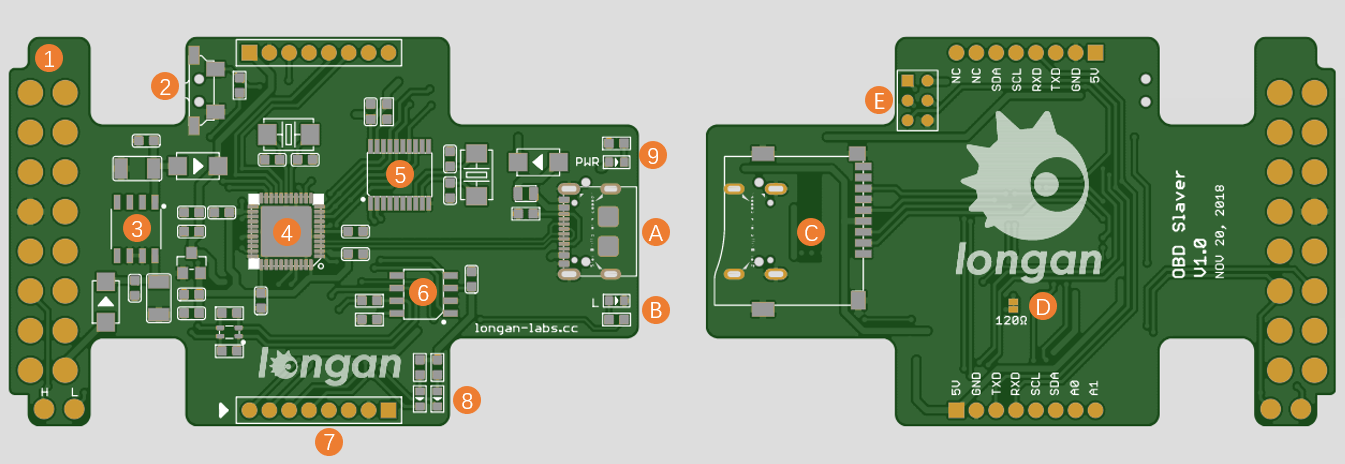 1
2
3
4
5
6
7
8
9
A
B
PWR
L
H L
longan-labs.cc
longan
E
C
D
NC NC SDA SCL RXD TXD GND 5V
longan
OBD Slaver
V1.0
NOV 20, 2018
120Ω
5V GND TXD RXD SCL SDA A0 A1